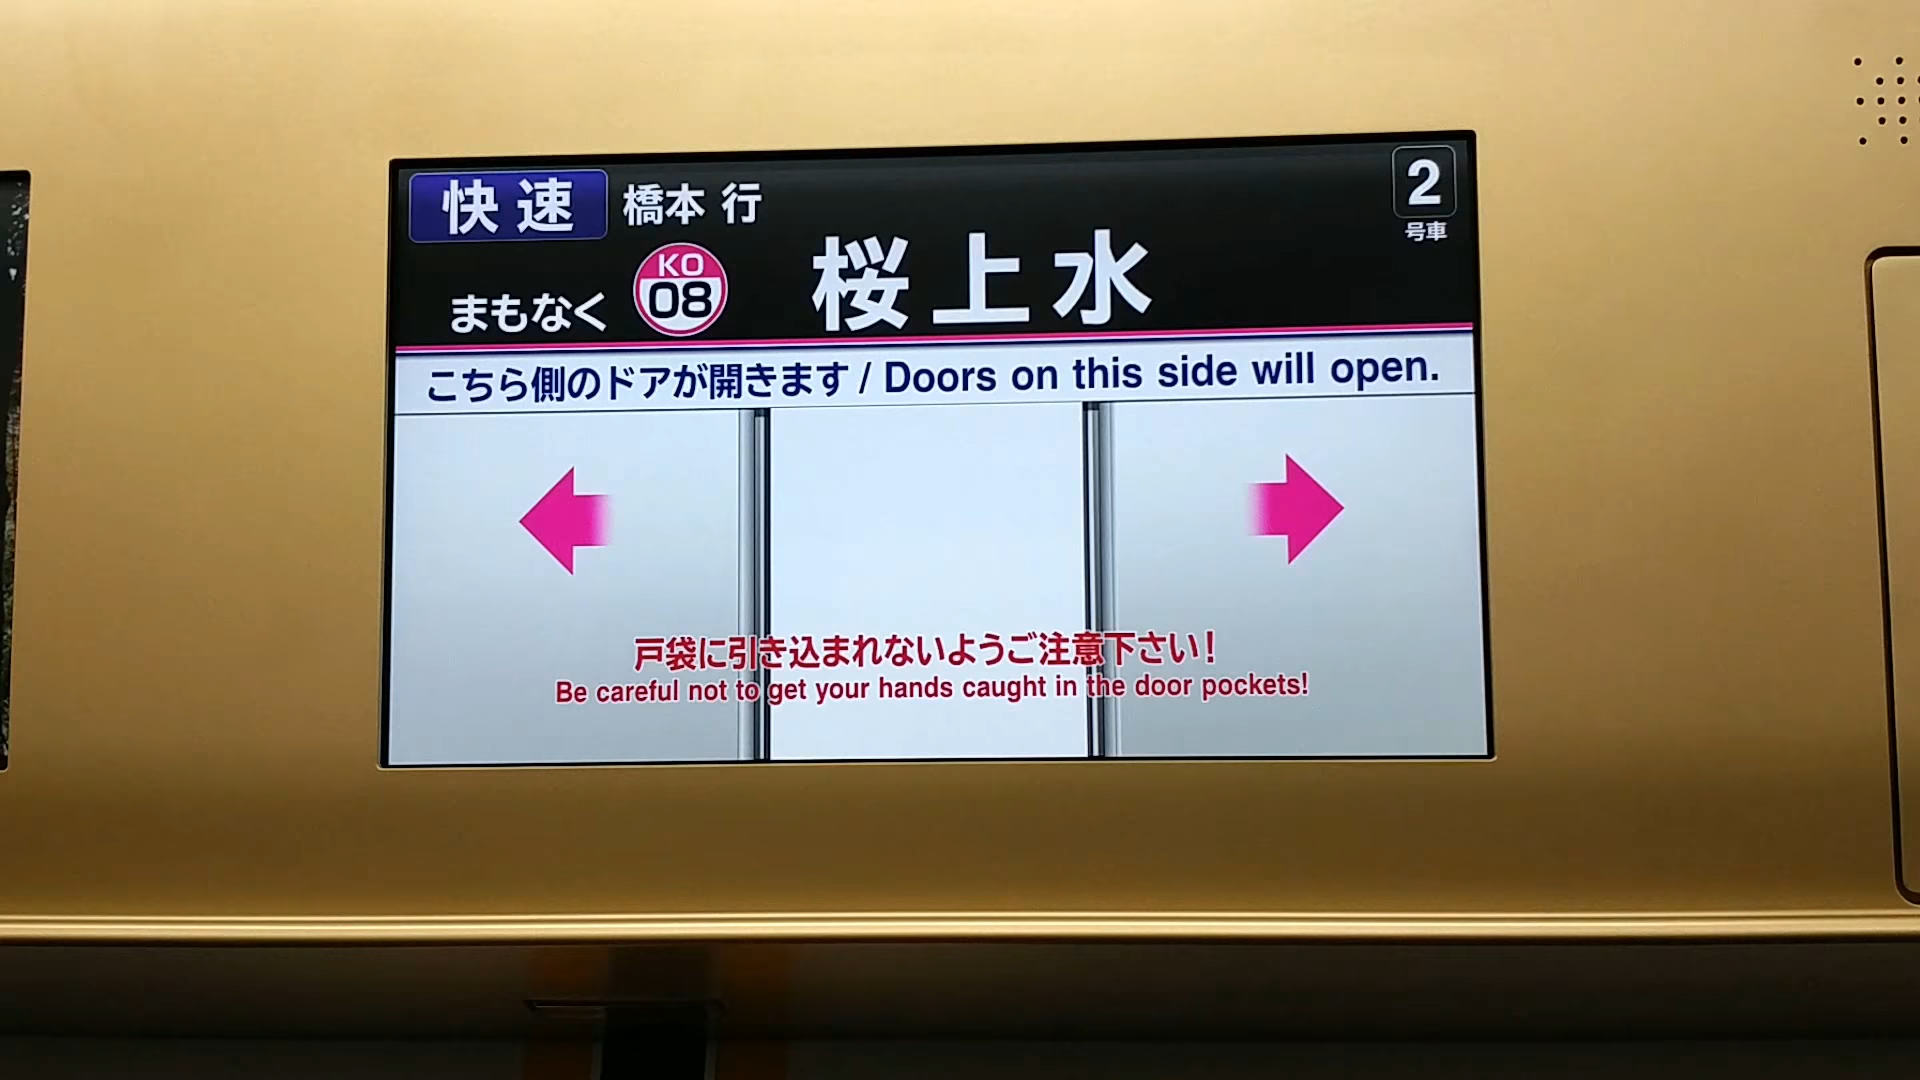 快速 橋本 行
2
号車
まもなく KO 08 桜上水
こちら側のドアが開きます / Doors on this side will open.
戸袋に引き込まれないようご注意下さい!
Be careful not to get your hands caught in the door pockets!